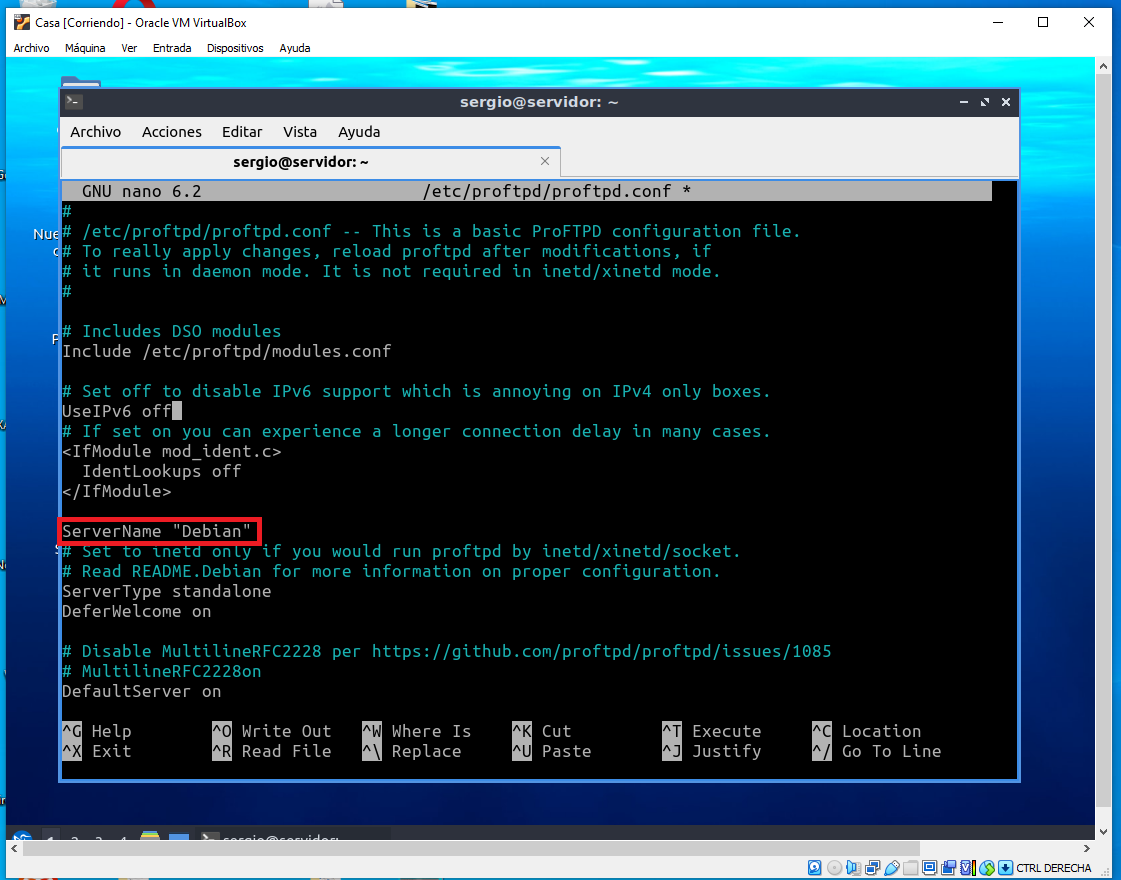 Casa [Corriendo] - Oracle VM VirtualBox
Archivo Máquina Ver Entrada Dispositivos Ayuda
sergio@servidor: ~
Archivo Acciones Editar Vista Ayuda
sergio@servidor: ~
GNU nano 6.2 /etc/proftpd/proftpd.conf *
#
# /etc/proftpd/proftpd.conf -- This is a basic ProFTPD configuration file.
# To really apply changes, reload proftpd after modifications, if
# it runs in daemon mode. It is not required in inetd/xinetd mode.
#
# Includes DSO modules
Include /etc/proftpd/modules.conf
# Set off to disable IPv6 support which is annoying on IPv4 only boxes.
UseIPv6 off
# If set on you can experience a longer connection delay in many cases.
<IfModule mod_ident.c>
IdentLookups off
</IfModule>
ServerName "Debian"
# Set to inetd only if you would run proftpd by inetd/xinetd/socket.
# Read README.Debian for more information on proper configuration.
ServerType standalone
DeferWelcome on
# Disable MultilineRFC2228 per https://github.com/proftpd/proftpd/issues/1085
# MultilineRFC2228on
DefaultServer on
^G Help ^O Write Out ^W Where Is ^K Cut ^T Execute ^C Location
^X Exit ^R Read File ^\ Replace ^U Paste ^J Justify ^/ Go To Line
sergio@servidor:
CTRL DERECHA